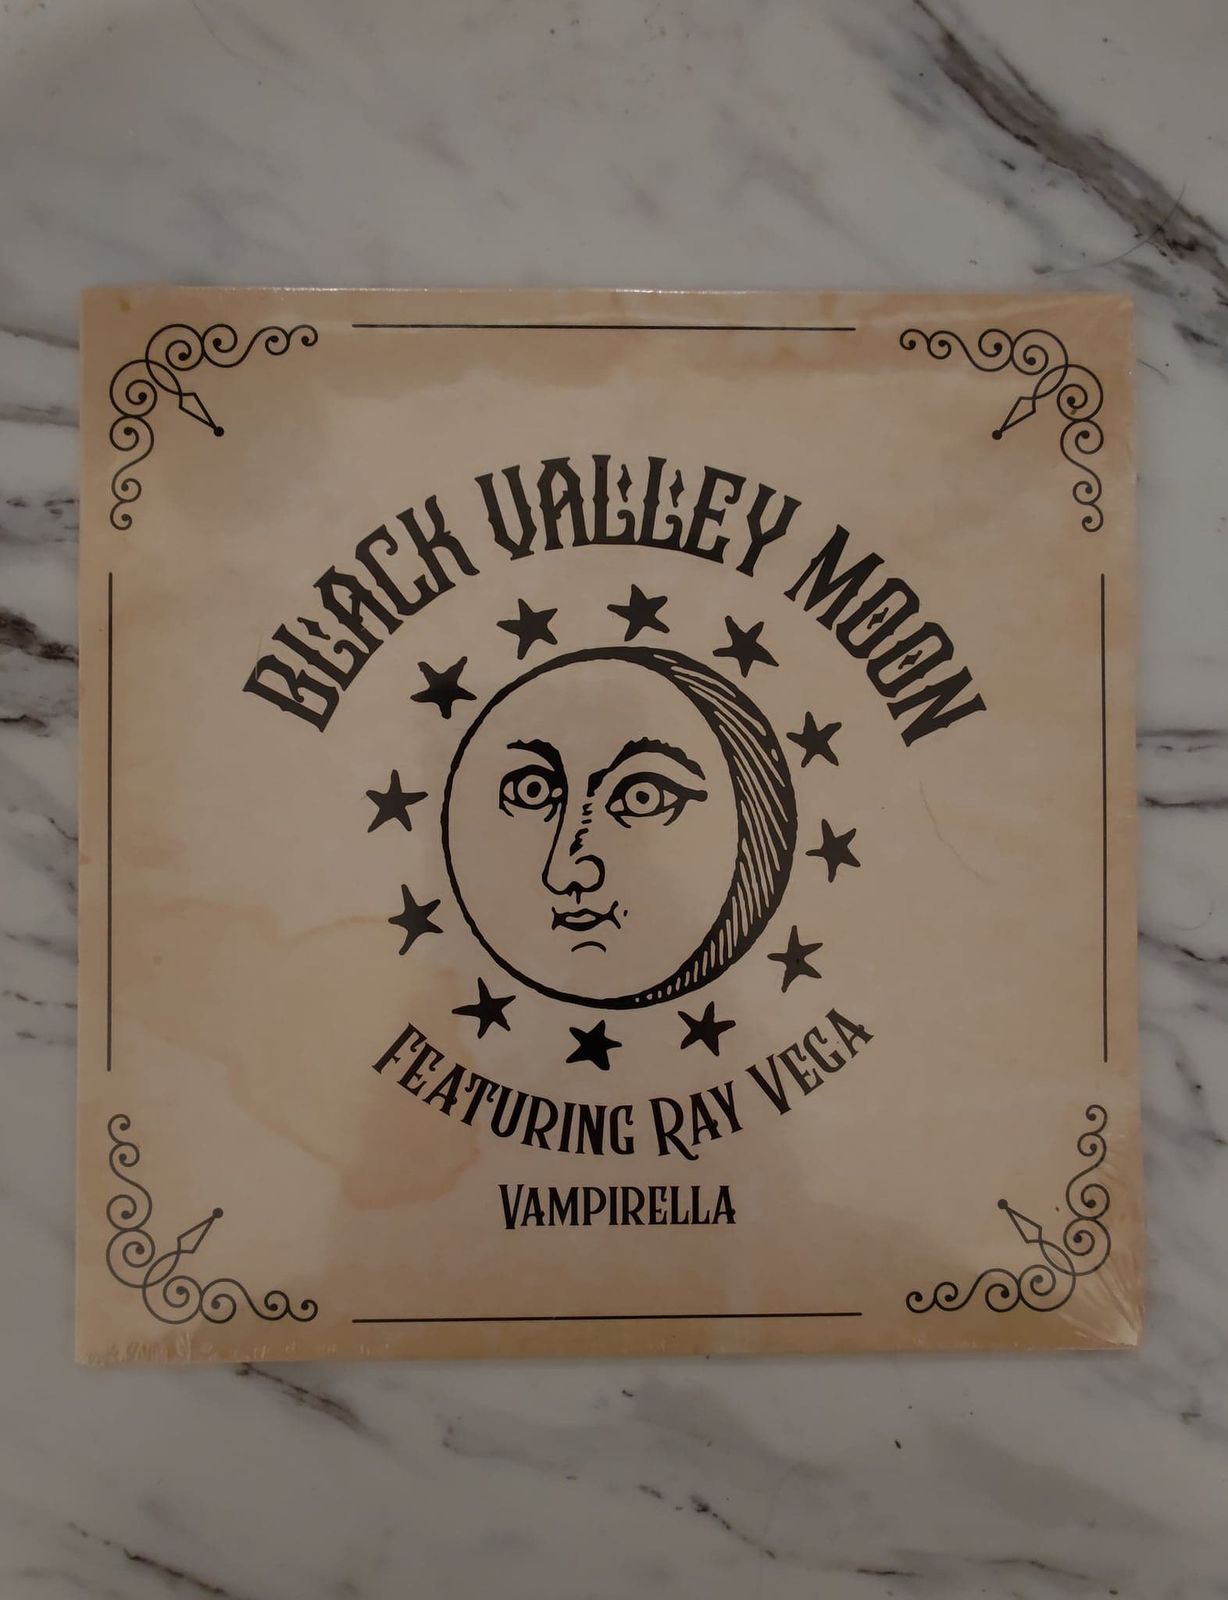 BLACK VALLEY MOON
FEATURING RAY VEGA
VAMPIRELLA